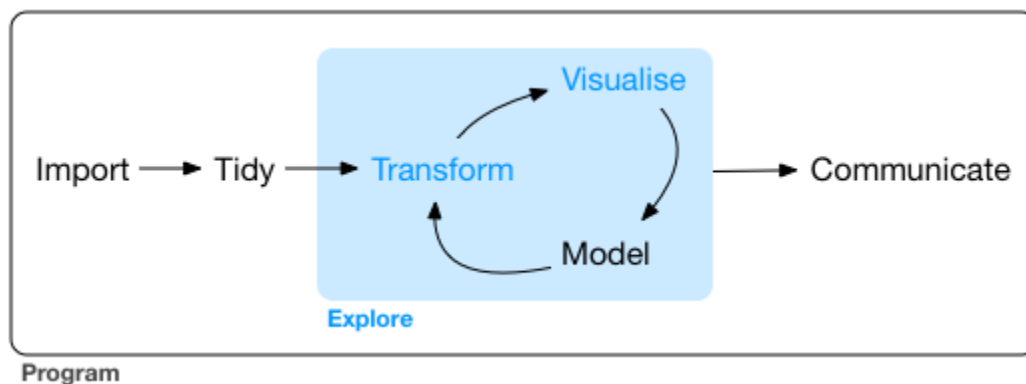 Visualise
Import Tidy Transform Communicate
Model
Explore
Program